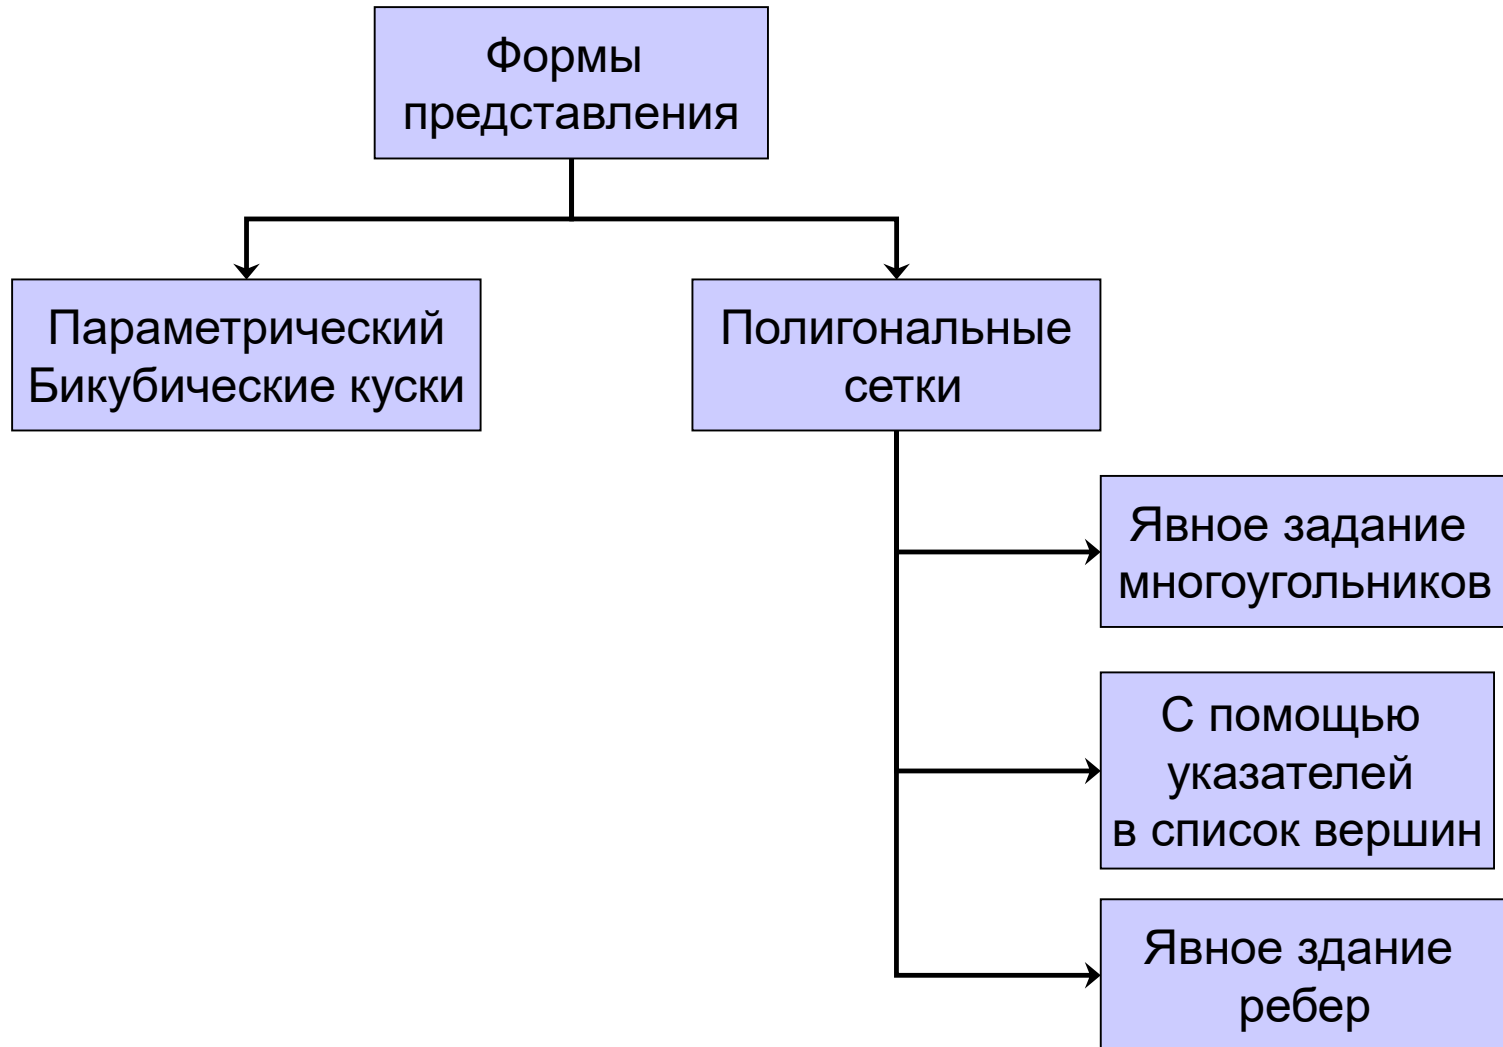 Формы
представления
Параметрический
Бикубические куски
Полигональные
сетки
Явное задание
многоугольников
С помощью
указателей
в список вершин
Явное здание
ребер